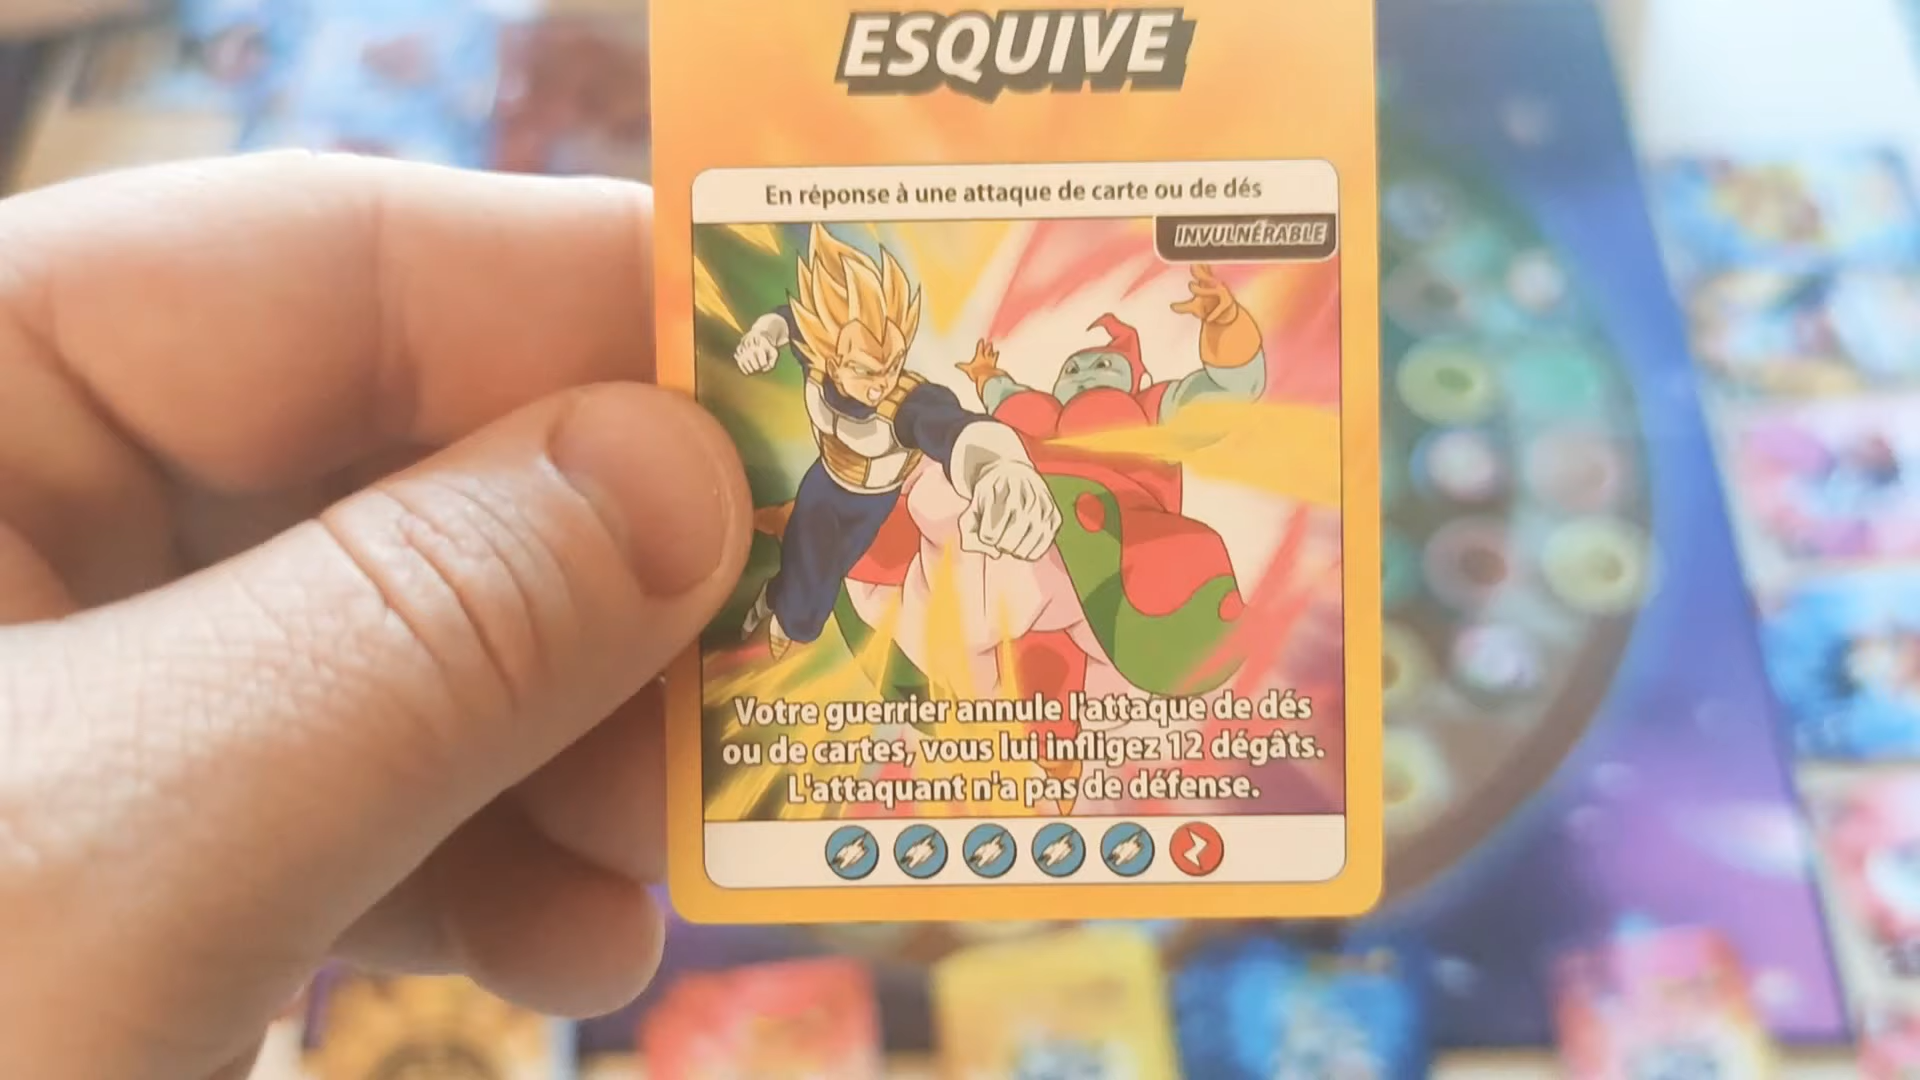 ESQUIVE
En réponse à une attaque de carte ou de dés
INVULNÉRABLE
Votre guerrier annule l'attaque de dés
ou de cartes, vous lui infligez 12 dégâts.
L'attaquant n'a pas de défense.